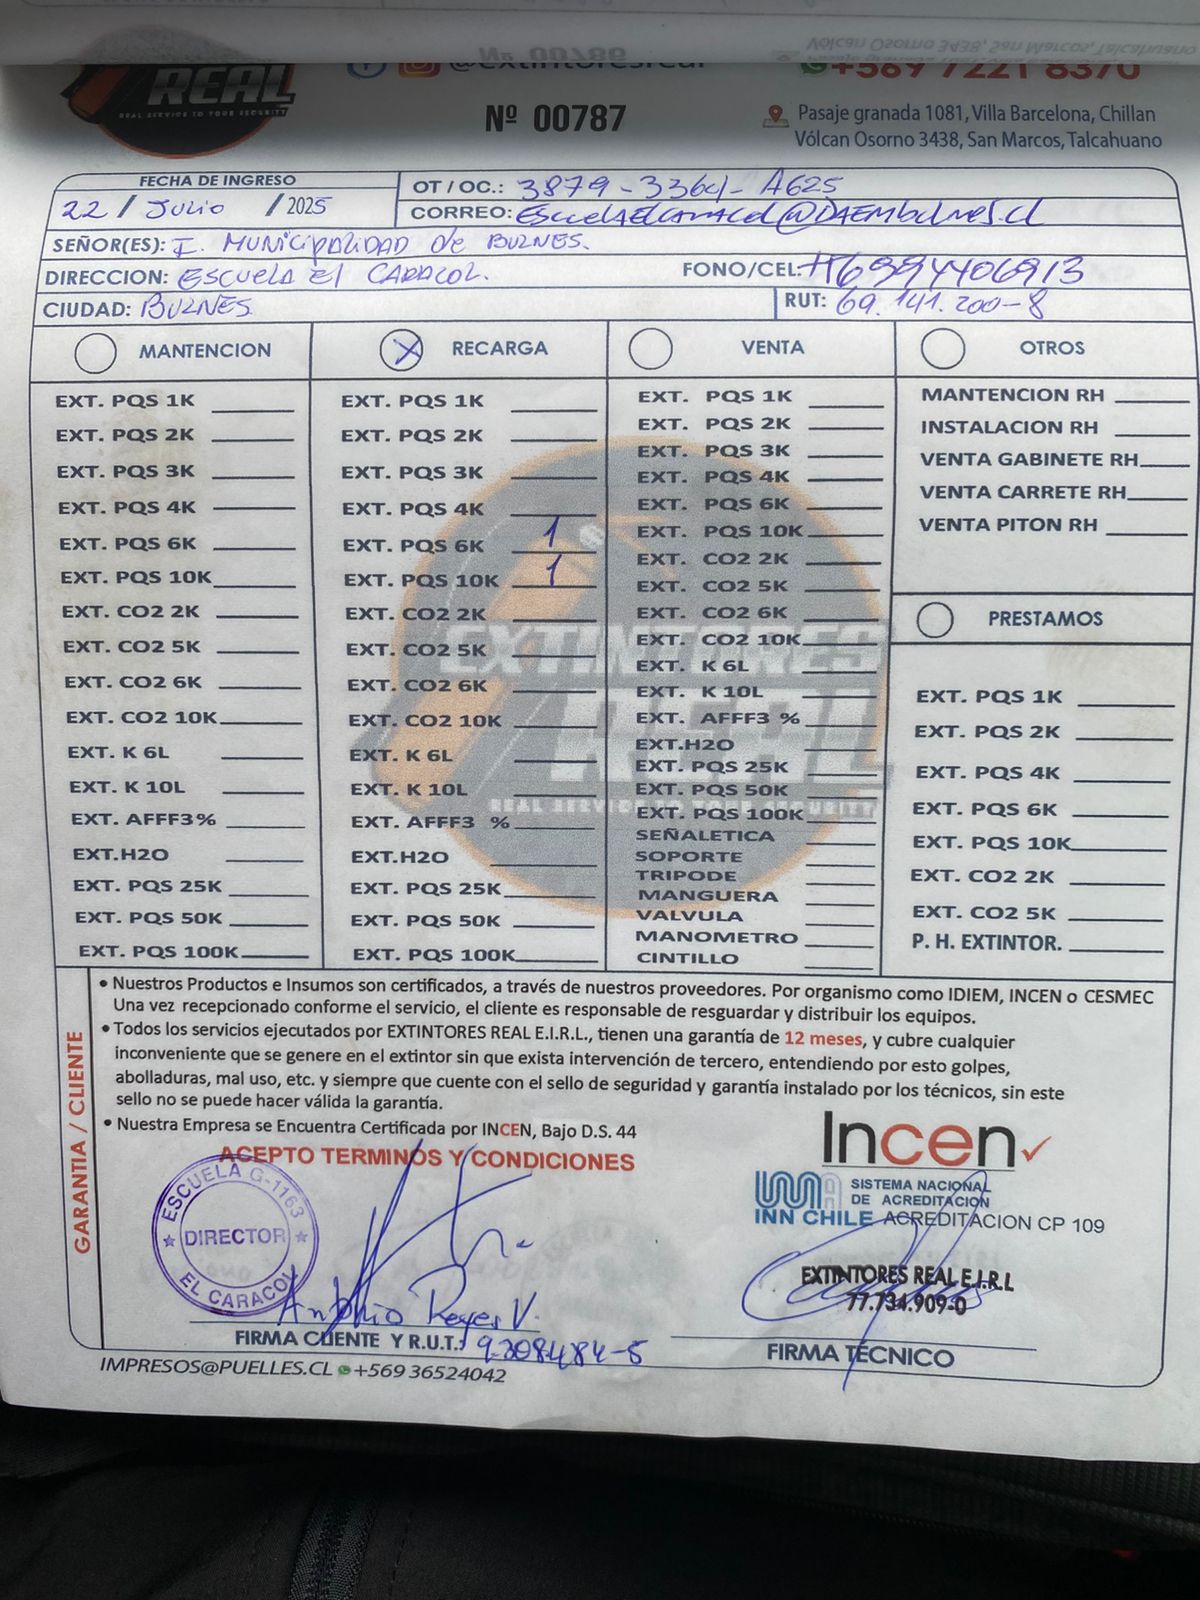 REAL
REAL SERVICE TO YOUR SECURITY
Nº 00786
Volcan Osorno 3438, San Marcos, Talcahuano
@extintoresreal
+569 7221 8370
Nº 00787
Pasaje granada 1081, Villa Barcelona, Chillan
Vólcan Osorno 3438, San Marcos, Talcahuano
FECHA DE INGRESO
22 / Julio / 2025
OT / OC.: 3879-336cl-A625
CORREO: EscuelAElcaracol@DAEMbulnes.cl
SEÑOR(ES): I. MUNICIPALIDAD de BULNES.
DIRECCION: ESCUELA El CARACOL.
FONO/CEL: +56994406913
CIUDAD: BULNES
RUT: 69.141.200-8
MANTENCION
EXT. PQS 1K
EXT. PQS 2K
EXT. PQS 3K
EXT. PQS 4K
EXT. PQS 6K
EXT. PQS 10K
EXT. CO2 2K
EXT. CO2 5K
EXT. CO2 6K
EXT. CO2 10K
EXT. K 6L
EXT. K 10L
EXT. AFFF3%
EXT.H2O
EXT. PQS 25K
EXT. PQS 50K
EXT. PQS 100K
X RECARGA
EXT. PQS 1K
EXT. PQS 2K
EXT. PQS 3K
EXT. PQS 4K
EXT. PQS 6K 1
EXT. PQS 10K 1
EXT. CO2 2K
EXT. CO2 5K
EXT. CO2 6K
EXT. CO2 10K
EXT. K 6L
EXT. K 10L
EXT. AFFF3 %
EXT.H2O
EXT. PQS 25K
EXT. PQS 50K
EXT. PQS 100K
VENTA
EXT. PQS 1K
EXT. PQS 2K
EXT. PQS 3K
EXT. PQS 4K
EXT. PQS 6K
EXT. PQS 10K
EXT. CO2 2K
EXT. CO2 5K
EXT. CO2 6K
EXT. CO2 10K
EXT. K 6L
EXT. K 10L
EXT. AFFF3 %
EXT.H2O
EXT. PQS 25K
EXT. PQS 50K
EXT. PQS 100K
SEÑALETICA
SOPORTE
TRIPODE
MANGUERA
VALVULA
MANOMETRO
CINTILLO
OTROS
MANTENCION RH
INSTALACION RH
VENTA GABINETE RH
VENTA CARRETE RH
VENTA PITON RH
PRESTAMOS
EXT. PQS 1K
EXT. PQS 2K
EXT. PQS 4K
EXT. PQS 6K
EXT. PQS 10K
EXT. CO2 2K
EXT. CO2 5K
P. H. EXTINTOR.
EXTINTORES
REAL
REAL SERVICE TO YOUR SECURITY
GARANTIA / CLIENTE
• Nuestros Productos e Insumos son certificados, a través de nuestros proveedores. Por organismo como IDIEM, INCEN o CESMEC
Una vez recepcionado conforme el servicio, el cliente es responsable de resguardar y distribuir los equipos.
• Todos los servicios ejecutados por EXTINTORES REAL E.I.R.L., tienen una garantía de 12 meses, y cubre cualquier
inconveniente que se genere en el extintor sin que exista intervención de tercero, entendiendo por esto golpes,
abolladuras, mal uso, etc. y siempre que cuente con el sello de seguridad y garantía instalado por los técnicos, sin este
sello no se puede hacer válida la garantía.
• Nuestra Empresa se Encuentra Certificada por INCEN, Bajo D.S. 44
ACEPTO TERMINOS Y CONDICIONES
Incen
INN SISTEMA NACIONAL
DE ACREDITACION
INN CHILE ACREDITACION CP 109
ESCUELA G-1163
DIRECTOR
EL CARACOL
Antonio Reyes V.
FIRMA CLIENTE Y R.U.T.: 9.208484-5
EXTINTORES REAL E.I.R.L
77.734.909-0
FIRMA TÉCNICO
IMPRESOS@PUELLES.CL +569 36524042